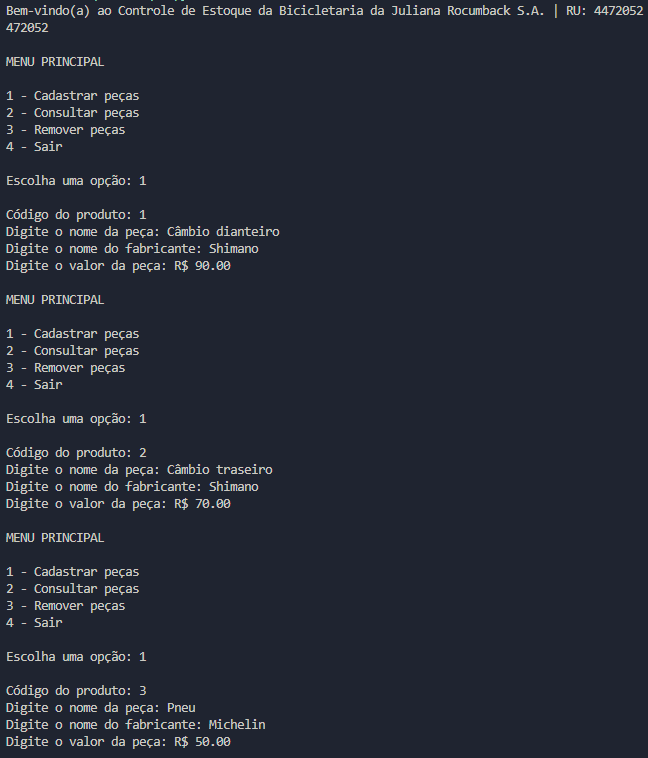 Bem-vindo(a) ao Controle de Estoque da Bicicletaria da Juliana Rocumback S.A. | RU: 4472052
472052
MENU PRINCIPAL
1 - Cadastrar peças
2 - Consultar peças
3 - Remover peças
4 - Sair
Escolha uma opção: 1
Código do produto: 1
Digite o nome da peça: Câmbio dianteiro
Digite o nome do fabricante: Shimano
Digite o valor da peça: R$ 90.00
MENU PRINCIPAL
1 - Cadastrar peças
2 - Consultar peças
3 - Remover peças
4 - Sair
Escolha uma opção: 1
Código do produto: 2
Digite o nome da peça: Câmbio traseiro
Digite o nome do fabricante: Shimano
Digite o valor da peça: R$ 70.00
MENU PRINCIPAL
1 - Cadastrar peças
2 - Consultar peças
3 - Remover peças
4 - Sair
Escolha uma opção: 1
Código do produto: 3
Digite o nome da peça: Pneu
Digite o nome do fabricante: Michelin
Digite o valor da peça: R$ 50.00